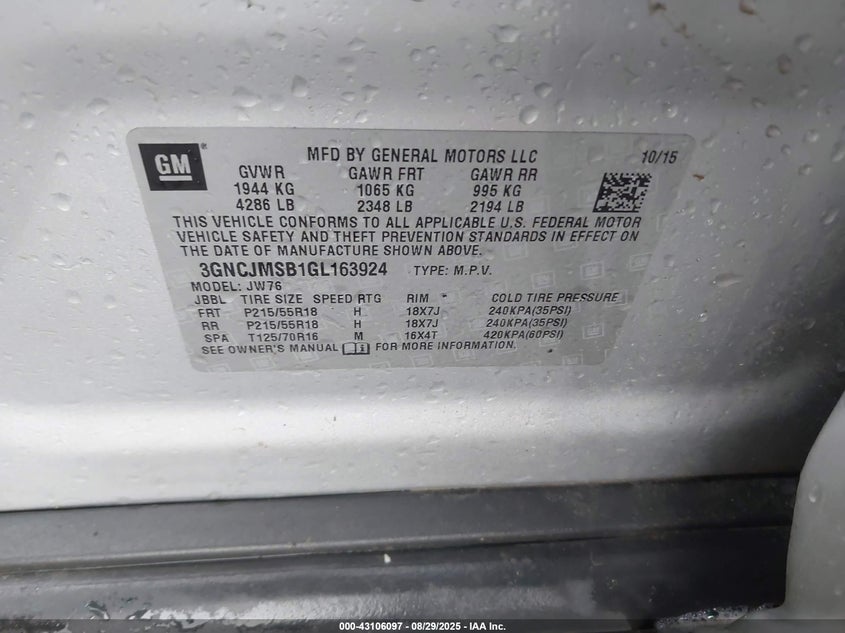 GM ®
MFD BY GENERAL MOTORS LLC 10/15
GVWR GAWR FRT GAWR RR
1944 KG 1065 KG 995 KG
4286 LB 2348 LB 2194 LB
THIS VEHICLE CONFORMS TO ALL APPLICABLE U.S. FEDERAL MOTOR
VEHICLE SAFETY AND THEFT PREVENTION STANDARDS IN EFFECT ON
THE DATE OF MANUFACTURE SHOWN ABOVE.
3GNCJMSB1GL163924 TYPE: M.P.V.
MODEL: JW76
JBBL TIRE SIZE SPEED RTG RIM COLD TIRE PRESSURE
FRT P215/55R18 H 18X7J 240KPA(35PSI)
RR P215/55R18 H 18X7J 240KPA(35PSI)
SPA T125/70R16 M 16X4T 420KPA(60PSI)
SEE OWNER'S MANUAL FOR MORE INFORMATION.
000-43106097 - 08/29/2025 - IAA Inc.